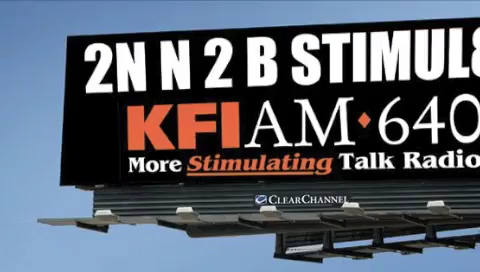 2N N 2 B STIMUL8
KFI AM♦640
More Stimulating Talk Radio
CLEARCHANNEL